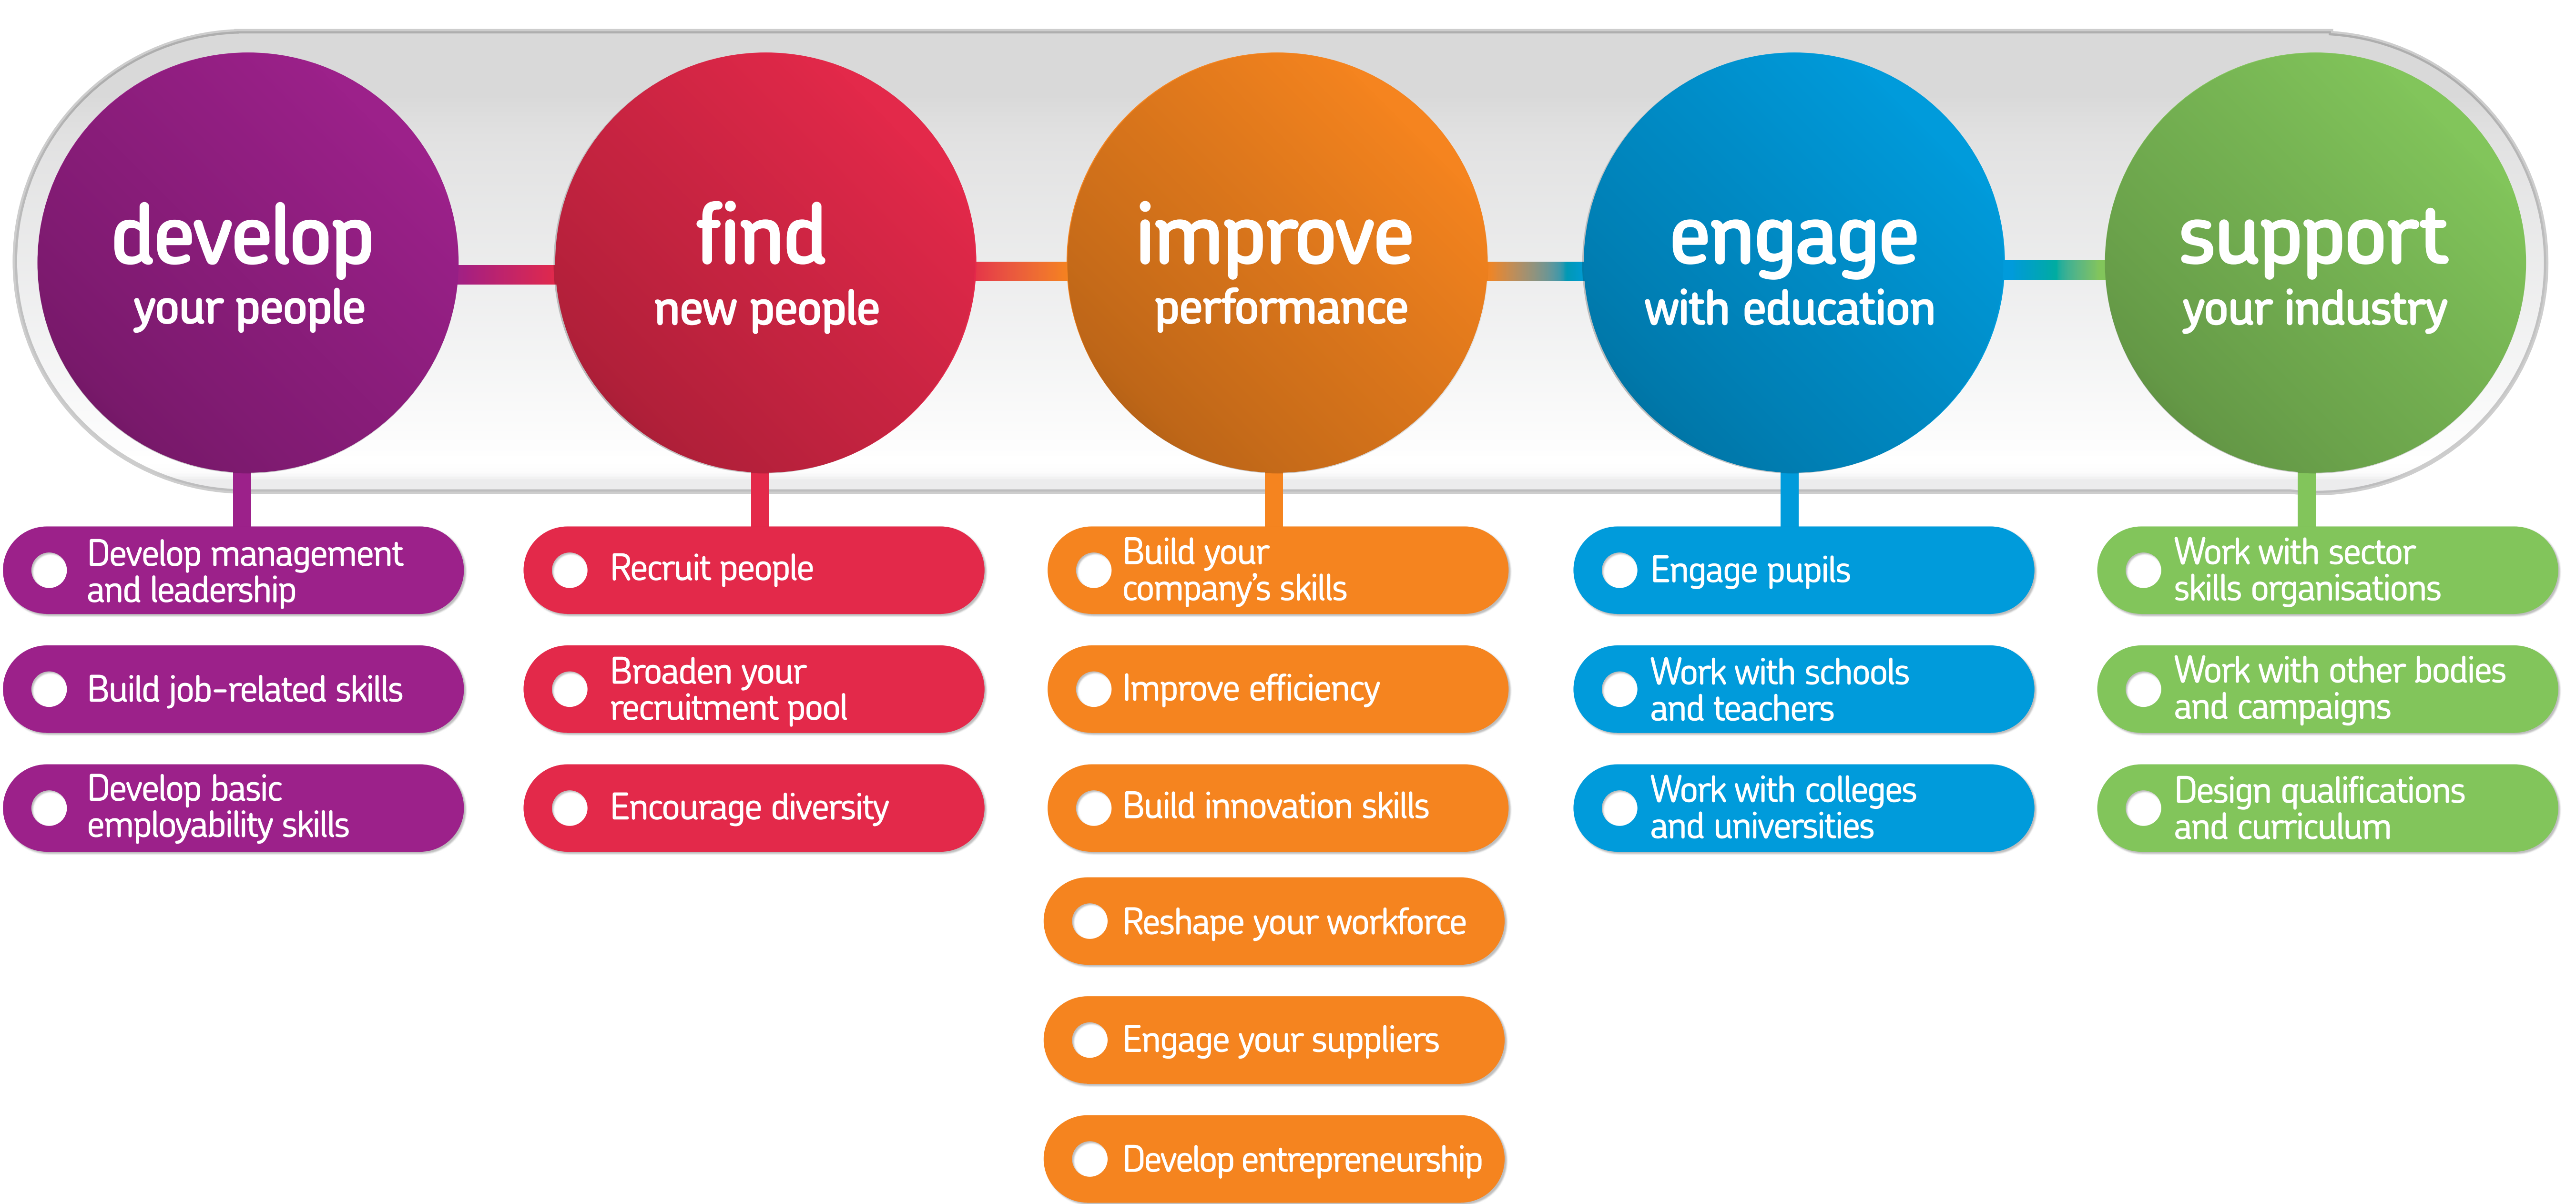 develop
your people
find
new people
improve
performance
engage
with education
support
your industry
Develop management
and leadership
Build job-related skills
Develop basic
employability skills
Recruit people
Broaden your
recruitment pool
Encourage diversity
Build your
company's skills
Improve efficiency
Build innovation skills
Reshape your workforce
Engage your suppliers
Develop entrepreneurship
Engage pupils
Work with schools
and teachers
Work with colleges
and universities
Work with sector
skills organisations
Work with other bodies
and campaigns
Design qualifications
and curriculum